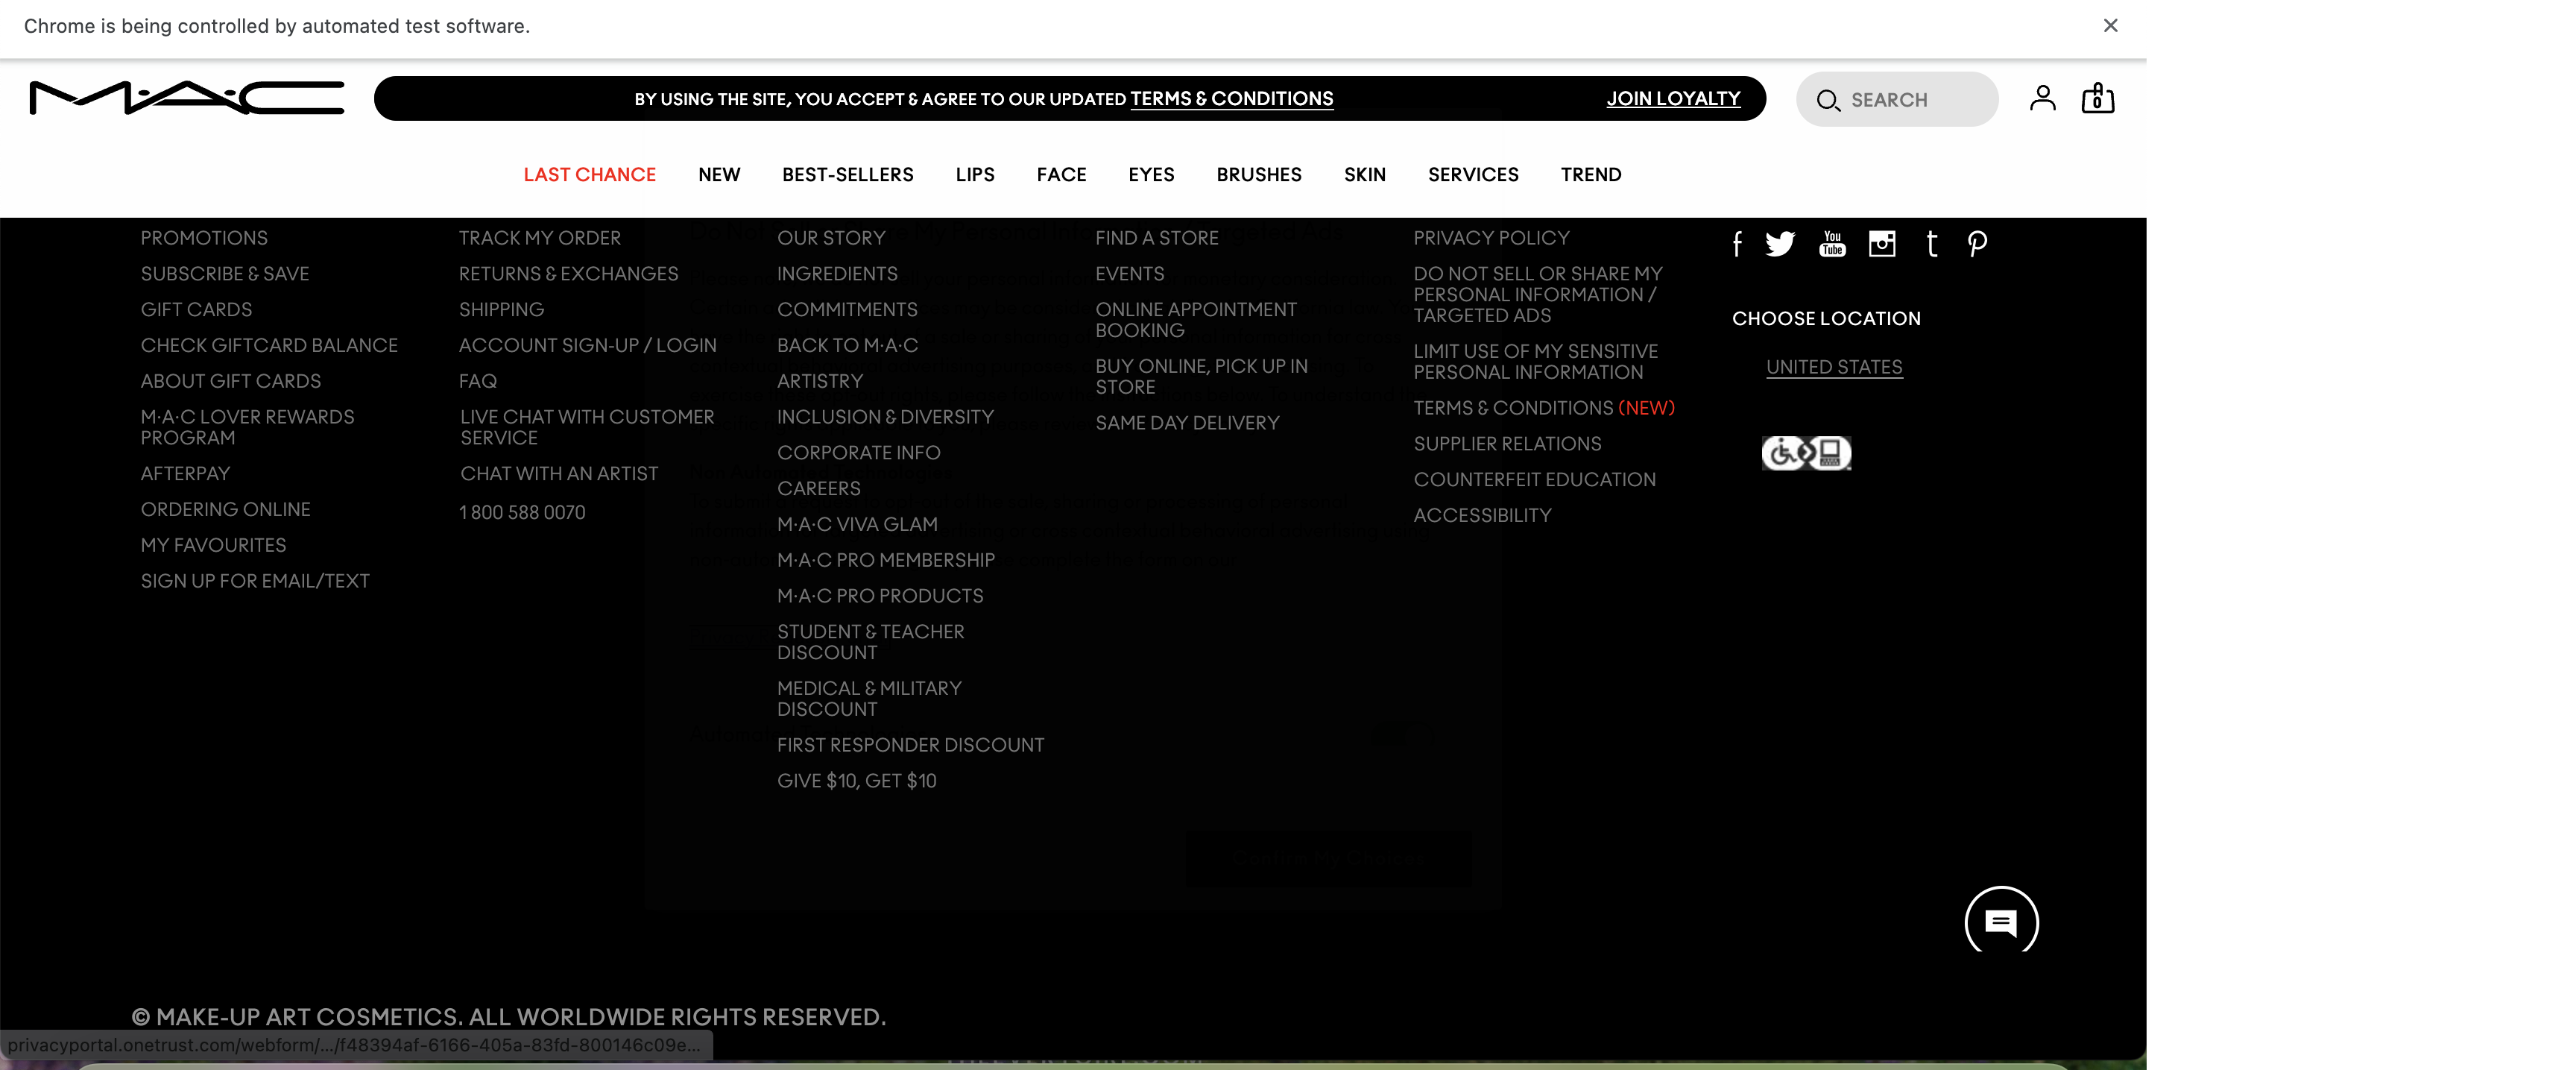 Chrome is being controlled by automated test software.
M·A·C
BY USING THE SITE, YOU ACCEPT & AGREE TO OUR UPDATED TERMS & CONDITIONS
JOIN LOYALTY
SEARCH
0
LAST CHANCE
NEW
BEST-SELLERS
LIPS
FACE
EYES
BRUSHES
SKIN
SERVICES
TREND
PROMOTIONS
SUBSCRIBE & SAVE
GIFT CARDS
CHECK GIFTCARD BALANCE
ABOUT GIFT CARDS
M·A·C LOVER REWARDS
PROGRAM
AFTERPAY
ORDERING ONLINE
MY FAVOURITES
SIGN UP FOR EMAIL/TEXT
TRACK MY ORDER
RETURNS & EXCHANGES
SHIPPING
ACCOUNT SIGN-UP / LOGIN
FAQ
LIVE CHAT WITH CUSTOMER
SERVICE
CHAT WITH AN ARTIST
1 800 588 0070
OUR STORY
INGREDIENTS
COMMITMENTS
BACK TO M·A·C
ARTISTRY
INCLUSION & DIVERSITY
CORPORATE INFO
CAREERS
M·A·C VIVA GLAM
M·A·C PRO MEMBERSHIP
M·A·C PRO PRODUCTS
STUDENT & TEACHER
DISCOUNT
MEDICAL & MILITARY
DISCOUNT
FIRST RESPONDER DISCOUNT
GIVE $10, GET $10
FIND A STORE
EVENTS
ONLINE APPOINTMENT
BOOKING
BUY ONLINE, PICK UP IN
STORE
SAME DAY DELIVERY
PRIVACY POLICY
DO NOT SELL OR SHARE MY
PERSONAL INFORMATION /
TARGETED ADS
LIMIT USE OF MY SENSITIVE
PERSONAL INFORMATION
TERMS & CONDITIONS (NEW)
SUPPLIER RELATIONS
COUNTERFEIT EDUCATION
ACCESSIBILITY
You
Tube
CHOOSE LOCATION
UNITED STATES
Confirm My Choices
© MAKE-UP ART COSMETICS. ALL WORLDWIDE RIGHTS RESERVED.
privacyportal.onetrust.com/webform/.../f48394af-6166-405a-83fd-800146c09e...